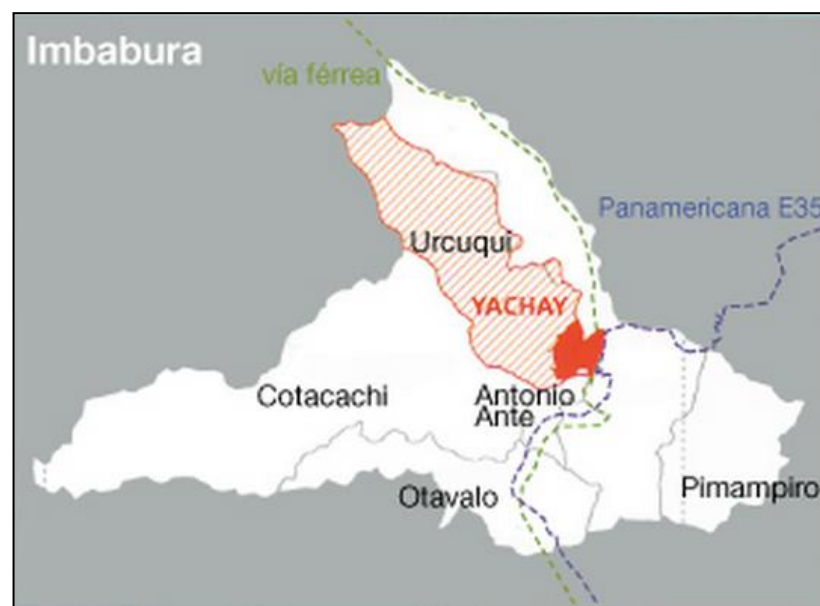 Imbabura
vía férrea
Panamericana E35
Urcuqui
YACHAY
Cotacachi
Antonio
Ante
Otavalo
Pimampiro